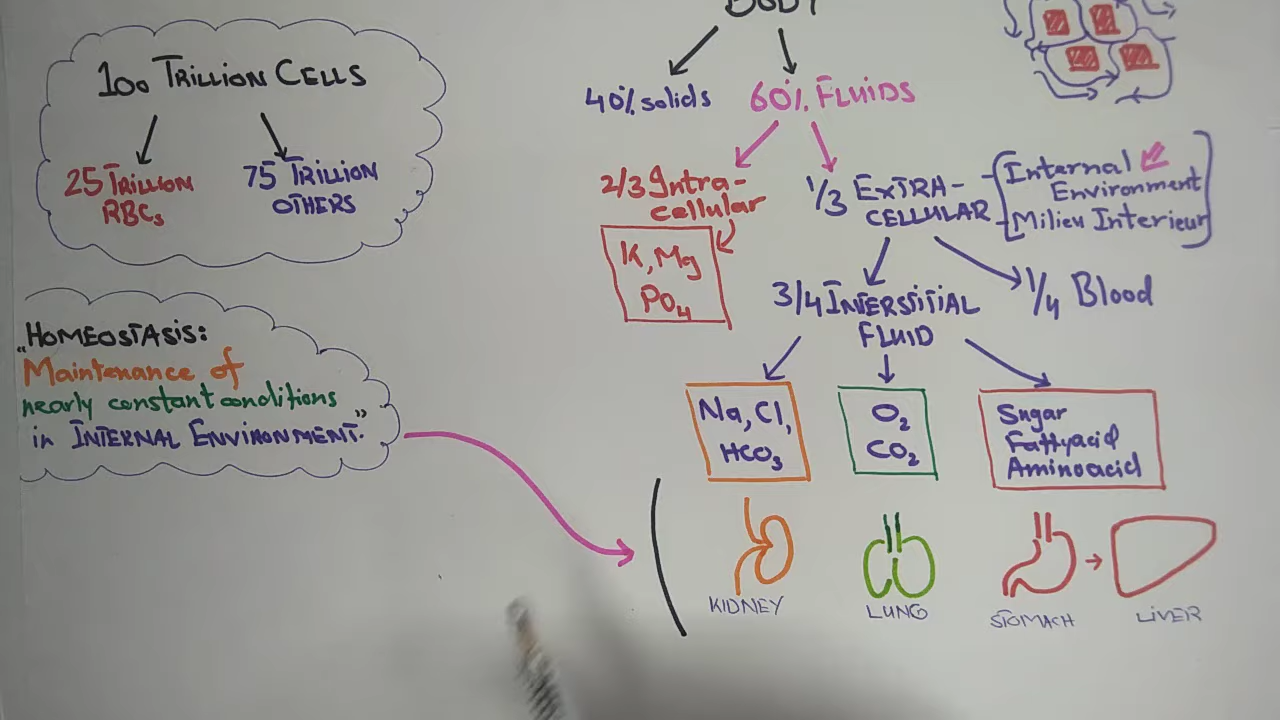 BODY
100 TRILLION CELLS
25 TRILLION
RBCs
75 TRILLION
OTHERS
40% solids
60% FLUIDS
2/3 Intra-
cellular
K, Mg
PO4
1/3 EXTRA-
CELLULAR
Internal
Environment
Milieu Interieur
3/4 INTERSTITIAL
FLUID
1/4 Blood
Na, Cl,
HCO3
O2
CO2
Sugar
Fattyacid
Aminoacid
KIDNEY
LUNG
STOMACH
LIVER
„HOMEOSTASIS:
Maintenance of
nearly constant conditions
in INTERNAL ENVIRONMENT.”